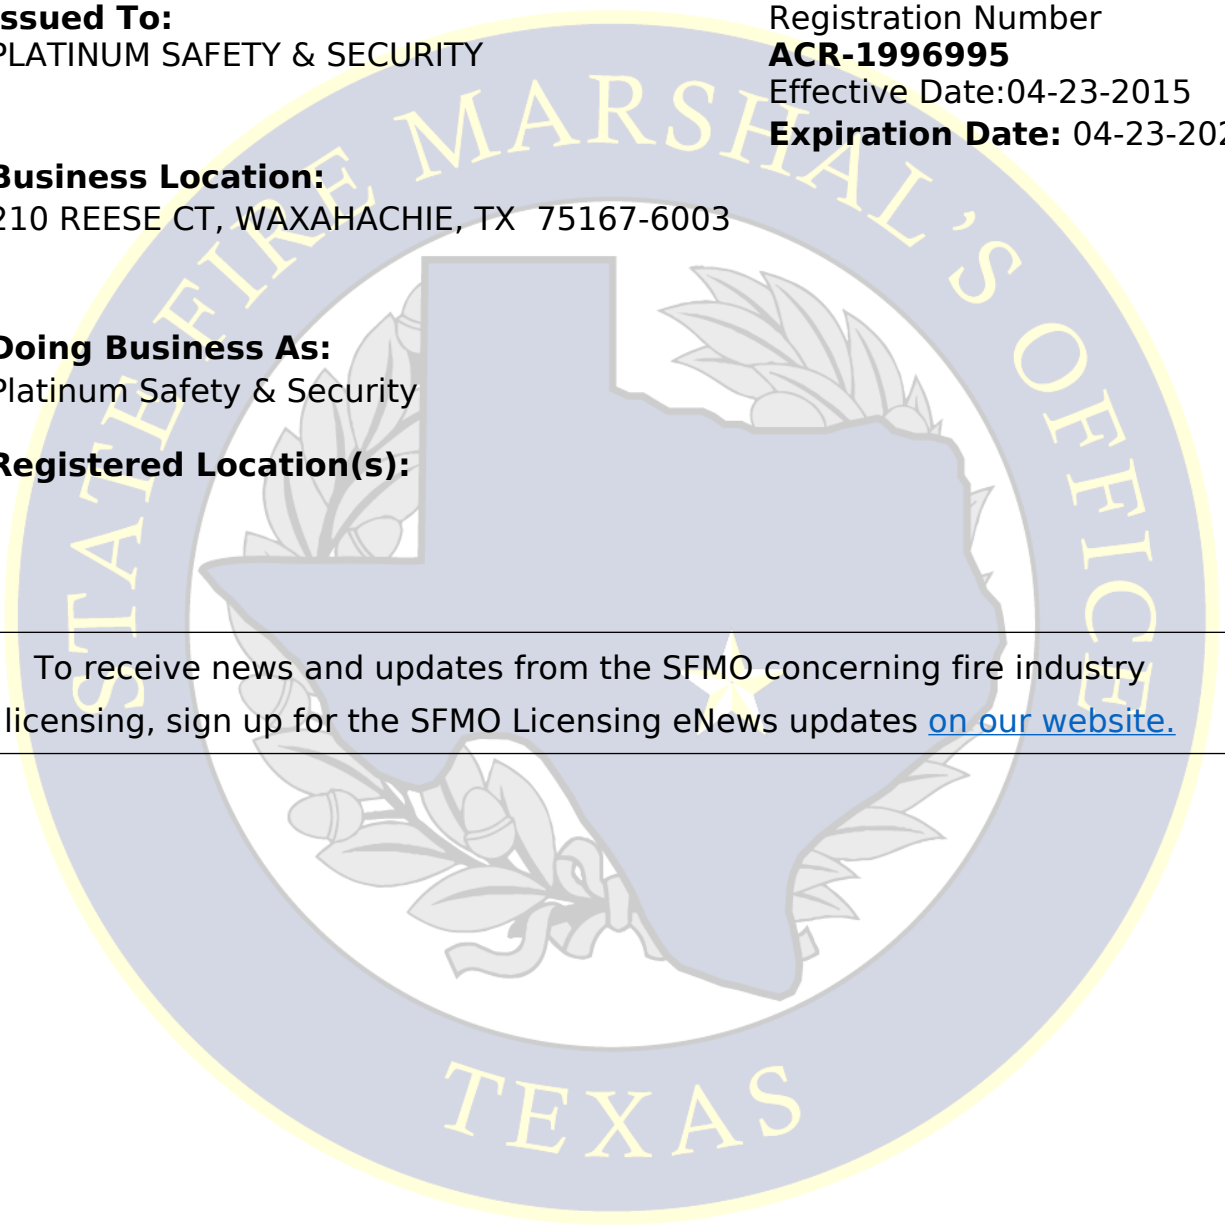 Issued To:
PLATINUM SAFETY & SECURITY
Registration Number
ACR-1996995
Effective Date:04-23-2015
Expiration Date: 04-23-202
Business Location:
210 REESE CT, WAXAHACHIE, TX 75167-6003
Doing Business As:
Platinum Safety & Security
Registered Location(s):
To receive news and updates from the SFMO concerning fire industry
licensing, sign up for the SFMO Licensing eNews updates on our website.
STATE FIRE MARSHAL'S OFFICE
TEXAS